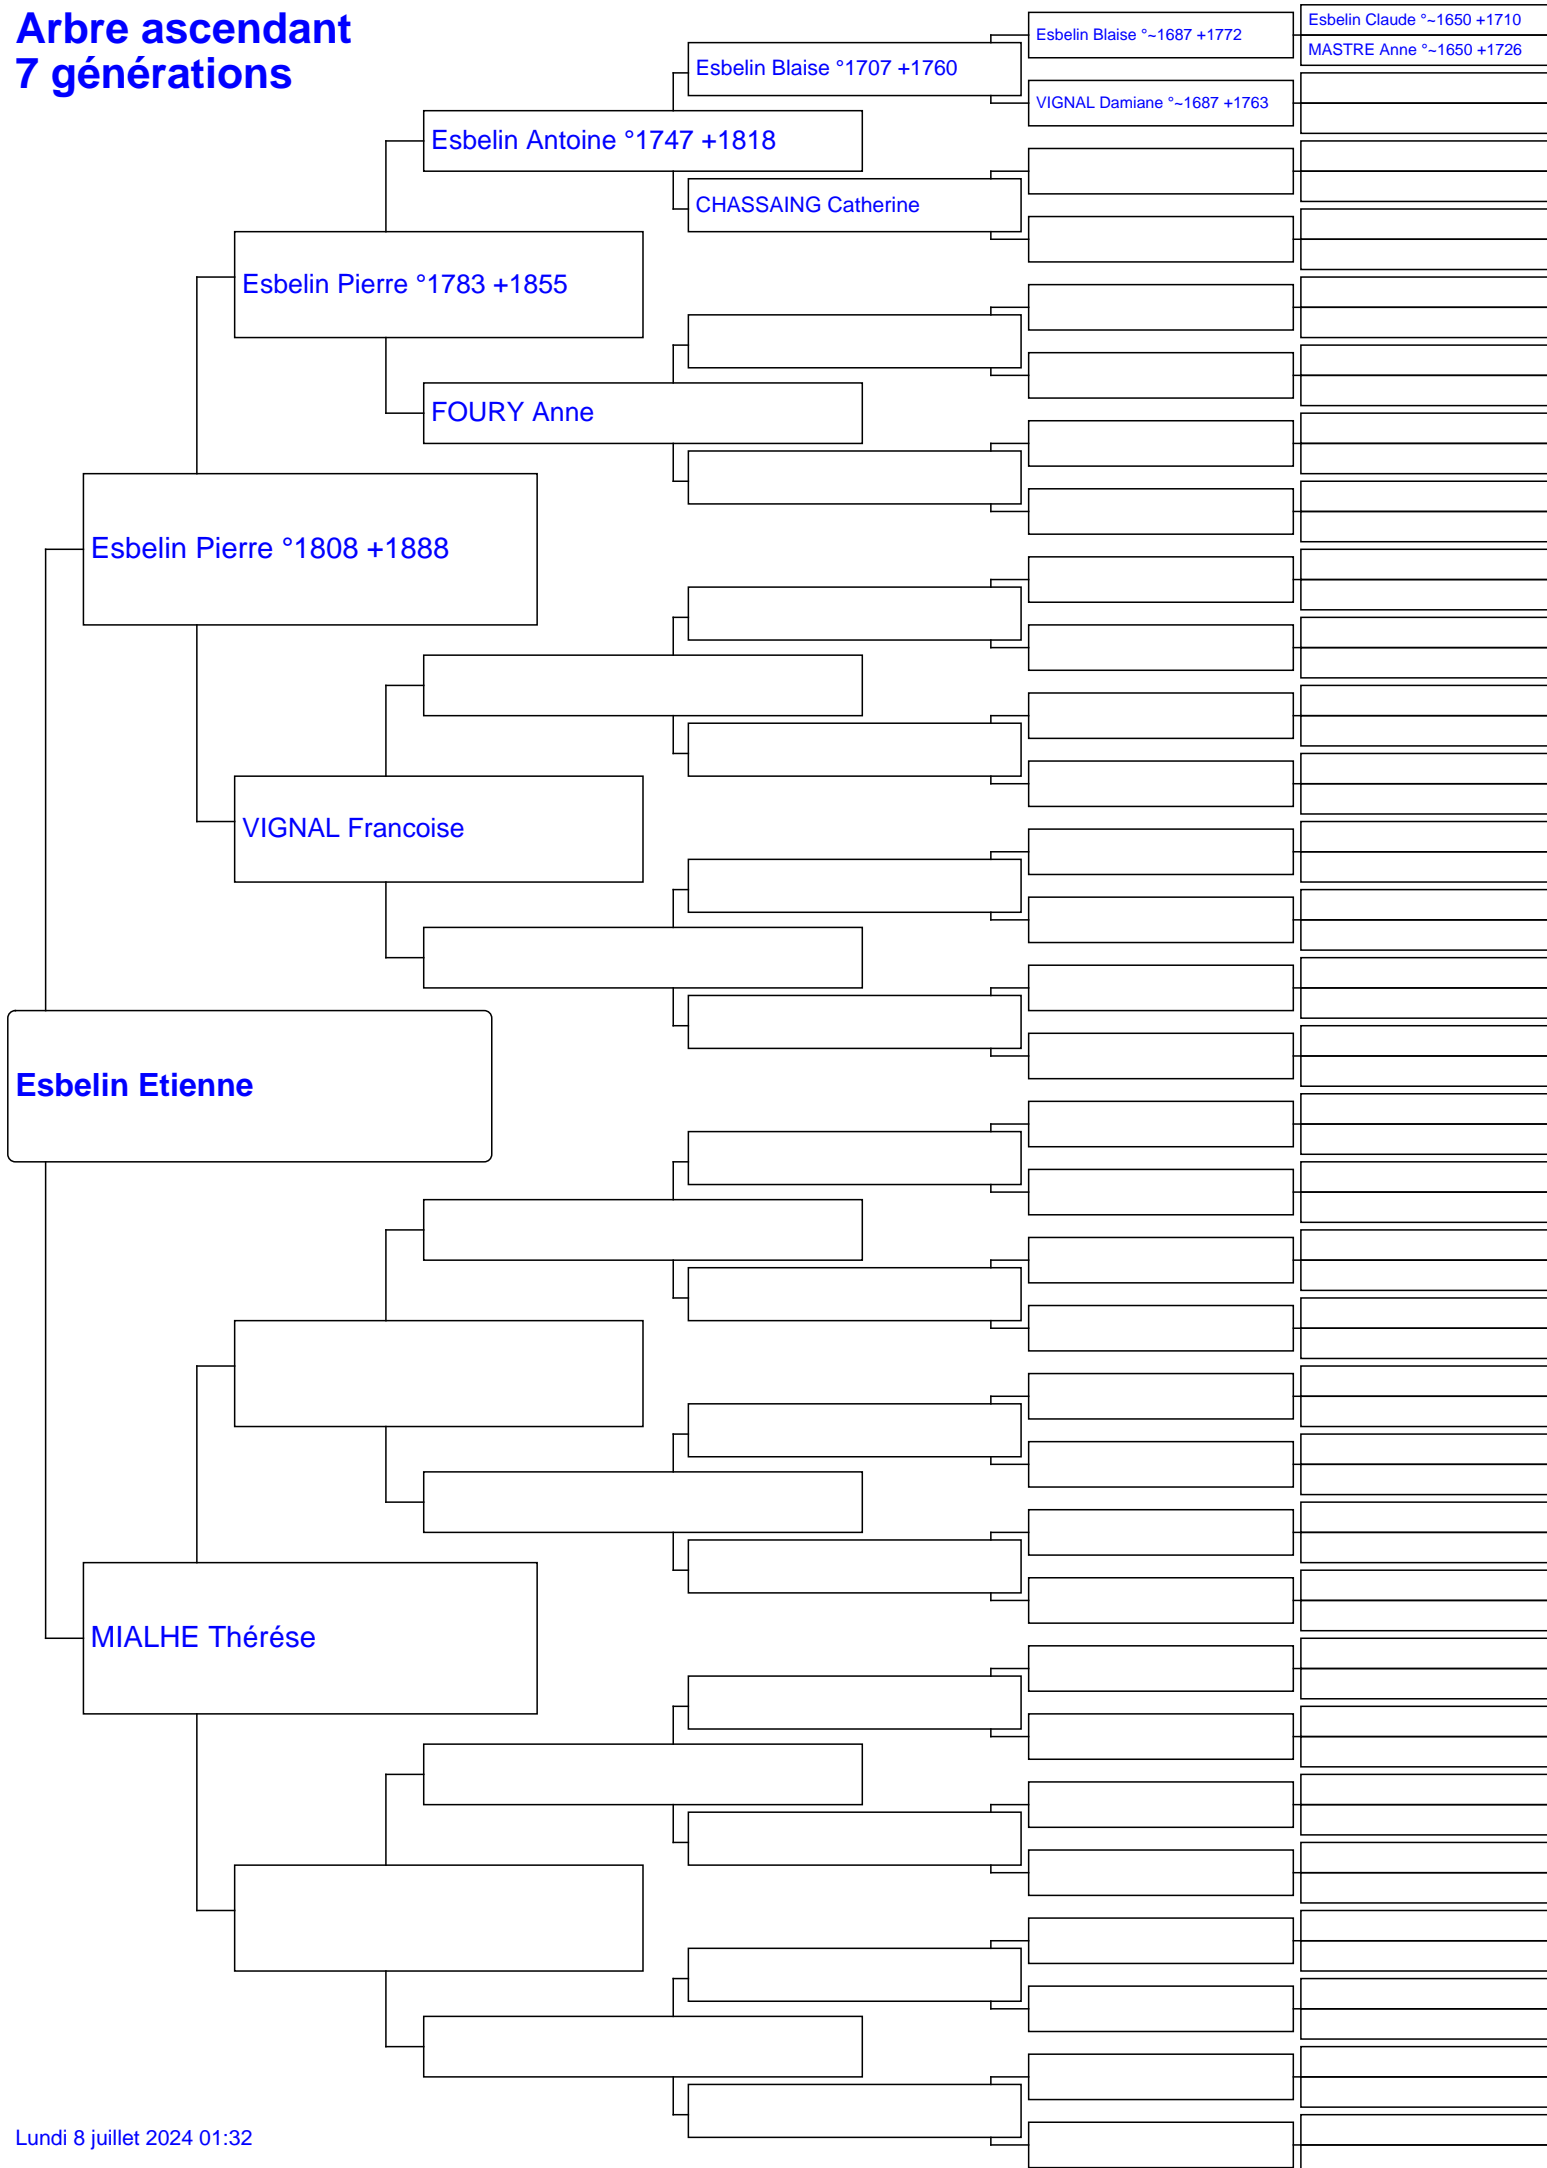 Arbre ascendant
7 générations
Esbelin Claude °~1650 +1710
Esbelin Blaise °~1687 +1772
MASTRE Anne °~1650 +1726
Esbelin Blaise °1707 +1760
VIGNAL Damiane °~1687 +1763
Esbelin Antoine °1747 +1818
CHASSAING Catherine
Esbelin Pierre °1783 +1855
FOURY Anne
Esbelin Pierre °1808 +1888
VIGNAL Francoise
Esbelin Etienne
MIALHE Thérése
Lundi 8 juillet 2024 01:32